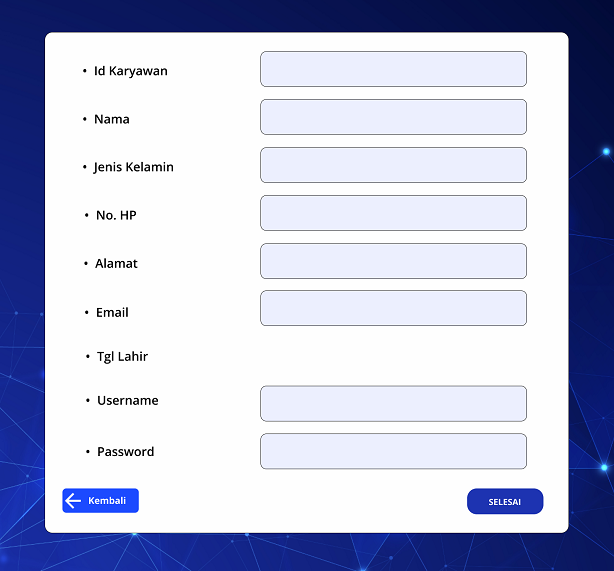 • Id Karyawan
• Nama
• Jenis Kelamin
• No. HP
• Alamat
• Email
• Tgl Lahir
• Username
• Password
Kembali
SELESAI